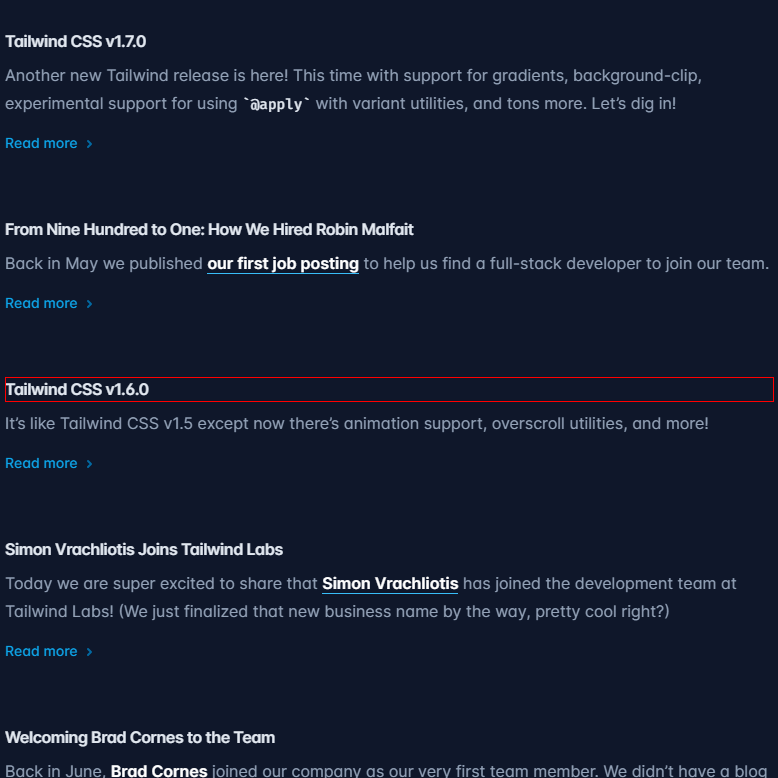 Tailwind CSS v1.7.0
Another new Tailwind release is here! This time with support for gradients, background-clip,
experimental support for using `@apply` with variant utilities, and tons more. Let’s dig in!
Read more
From Nine Hundred to One: How We Hired Robin Malfait
Back in May we published our first job posting to help us find a full-stack developer to join our team.
Read more
Tailwind CSS v1.6.0
It’s like Tailwind CSS v1.5 except now there’s animation support, overscroll utilities, and more!
Read more
Simon Vrachliotis Joins Tailwind Labs
Today we are super excited to share that Simon Vrachliotis has joined the development team at
Tailwind Labs! (We just finalized that new business name by the way, pretty cool right?)
Read more
Welcoming Brad Cornes to the Team
Back in June, Brad Cornes joined our company as our very first team member. We didn’t have a blog